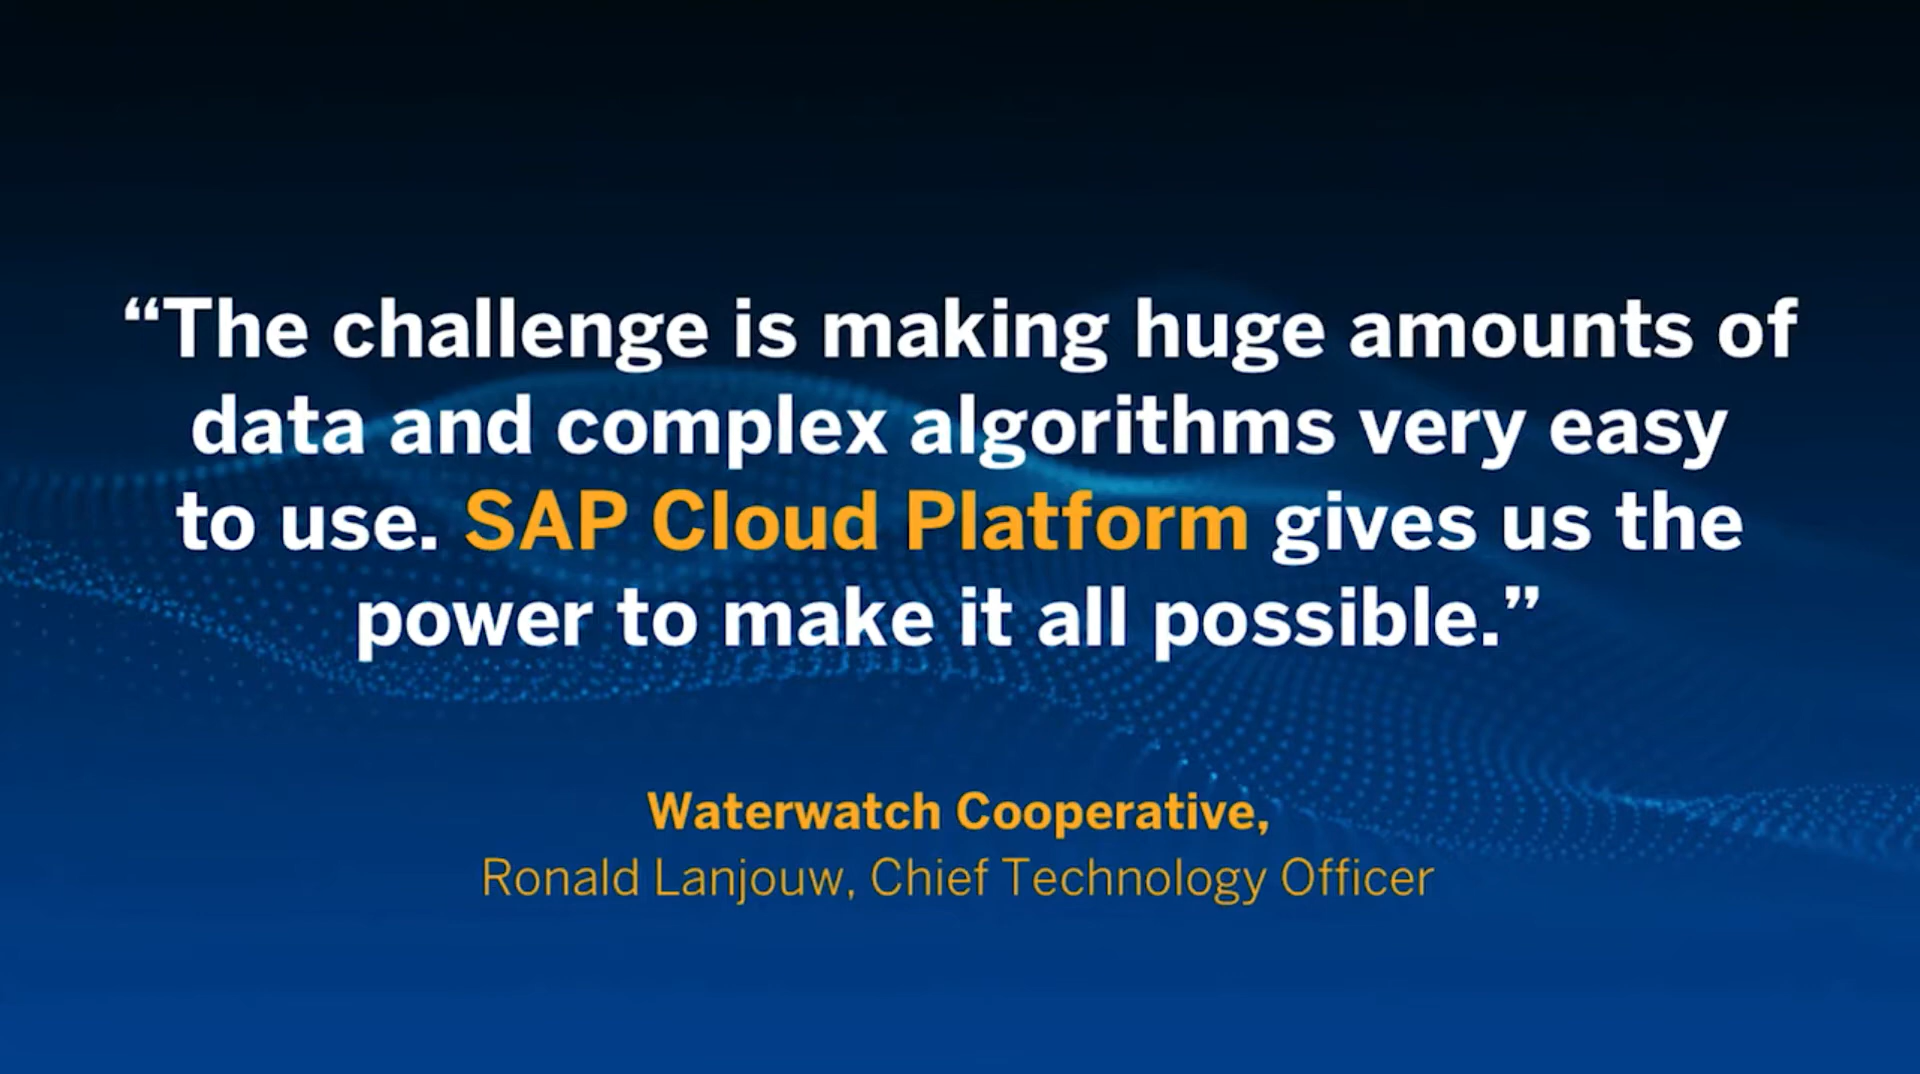 “The challenge is making huge amounts of
data and complex algorithms very easy
to use. SAP Cloud Platform gives us the
power to make it all possible.”
Waterwatch Cooperative,
Ronald Lanjouw, Chief Technology Officer